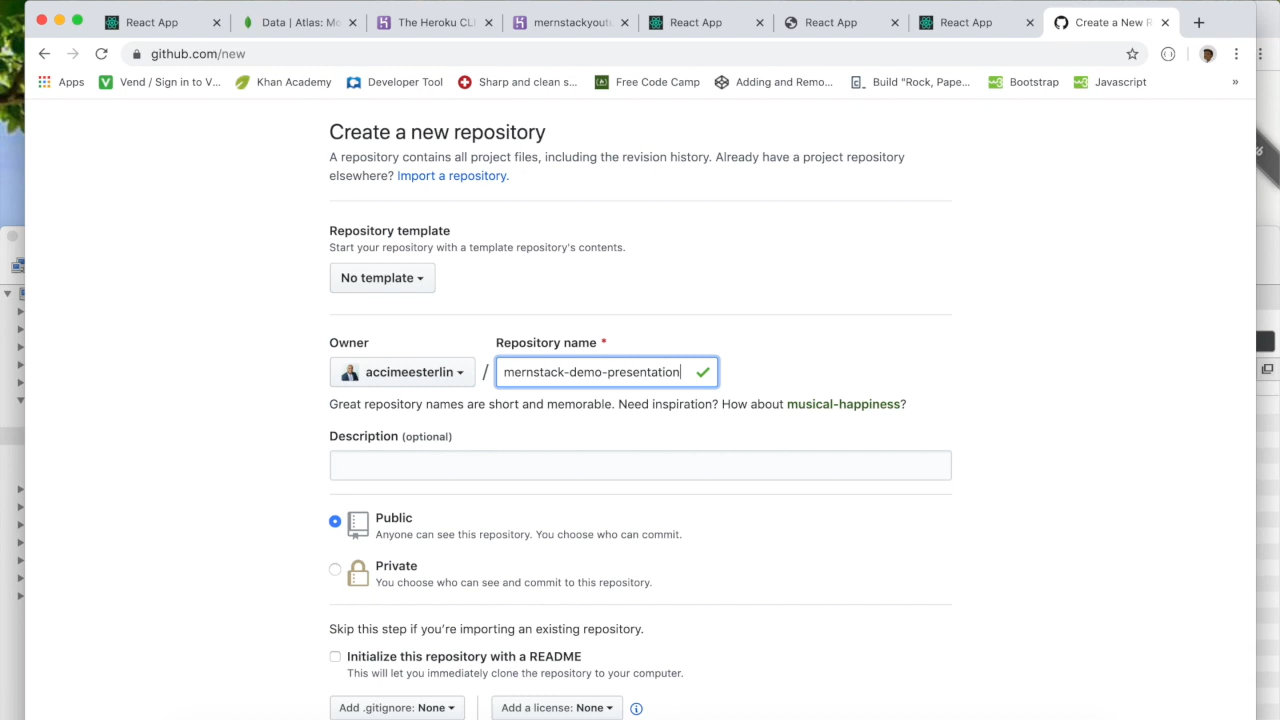 React App
Data | Atlas: Mo
The Heroku CLI
mernstackyoutu
React App
React App
React App
Create a New R
github.com/new
Apps
Vend / Sign in to V...
Khan Academy
Developer Tool
Sharp and clean s...
Free Code Camp
Adding and Remo...
Build "Rock, Pape...
Bootstrap
Javascript
»
Create a new repository
A repository contains all project files, including the revision history. Already have a project repository
elsewhere? Import a repository.
Repository template
Start your repository with a template repository's contents.
No template
Owner
Repository name *
accimeesterlin
/
mernstack-demo-presentation
Great repository names are short and memorable. Need inspiration? How about musical-happiness?
Description (optional)
Public
Anyone can see this repository. You choose who can commit.
Private
You choose who can see and commit to this repository.
Skip this step if you're importing an existing repository.
Initialize this repository with a README
This will let you immediately clone the repository to your computer.
Add .gitignore: None
Add a license: None